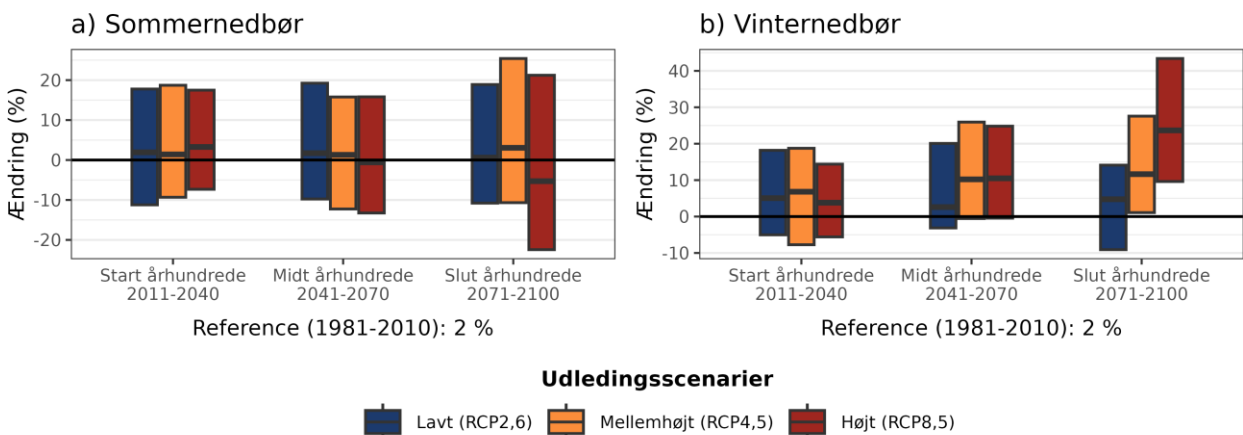 a) Sommernedbør
Ændring (%)
20
10
0
-10
-20
Start århundrede
2011-2040
Midt århundrede
2041-2070
Slut århundrede
2071-2100
Reference (1981-2010): 2 %
b) Vinternedbør
Ændring (%)
40
30
20
10
0
-10
Start århundrede
2011-2040
Midt århundrede
2041-2070
Slut århundrede
2071-2100
Reference (1981-2010): 2 %
Udledingsscenarier
Lavt (RCP2,6)
Mellemhøjt (RCP4,5)
Højt (RCP8,5)